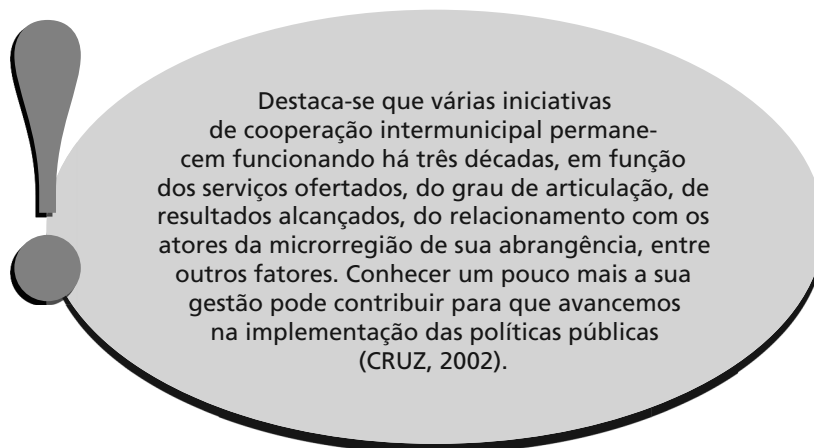 Destaca-se que várias iniciativas
de cooperação intermunicipal permane-
cem funcionando há três décadas, em função
dos serviços ofertados, do grau de articulação, de
resultados alcançados, do relacionamento com os
atores da microrregião de sua abrangência, entre
outros fatores. Conhecer um pouco mais a sua
gestão pode contribuir para que avancemos
na implementação das políticas públicas
(CRUZ, 2002).